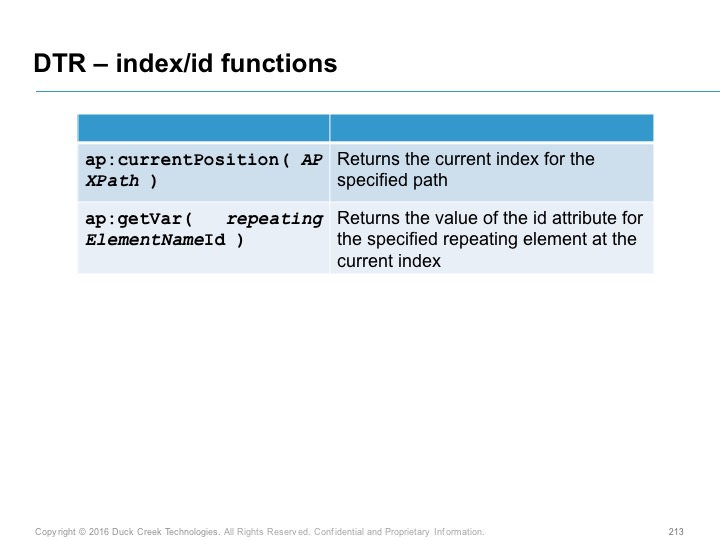 DTR – index/id functions
ap:currentPosition( AP
XPath )
Returns the current index for the
specified path
ap:getVar( repeating
ElementNameId )
Returns the value of the id attribute for
the specified repeating element at the
current index
Copyright © 2016 Duck Creek Technologies. All Rights Reserved. Confidential and Proprietary Information.
213